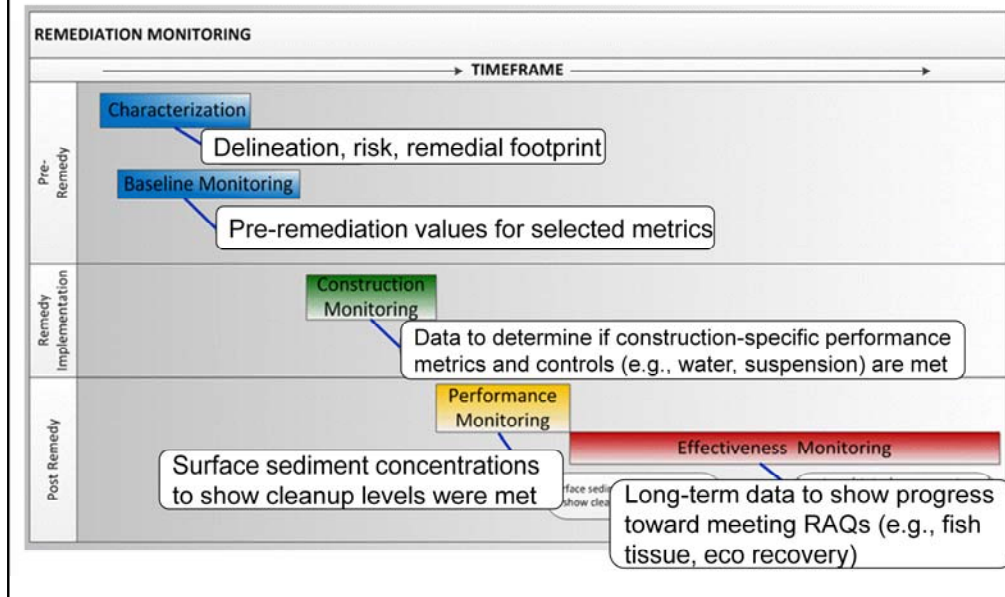 REMEDIATION MONITORING
TIMEFRAME
Pre-
Remedy
Characterization
Delineation, risk, remedial footprint
Baseline Monitoring
Pre-remediation values for selected metrics
Remedy
Implementation
Construction
Monitoring
Data to determine if construction-specific performance
metrics and controls (e.g., water, suspension) are met
Post Remedy
Performance
Monitoring
Effectiveness Monitoring
Surface sediment concentrations
to show cleanup levels were met
show clea
Long-term data to show progress
toward meeting RAQs (e.g., fish
tissue, eco recovery)